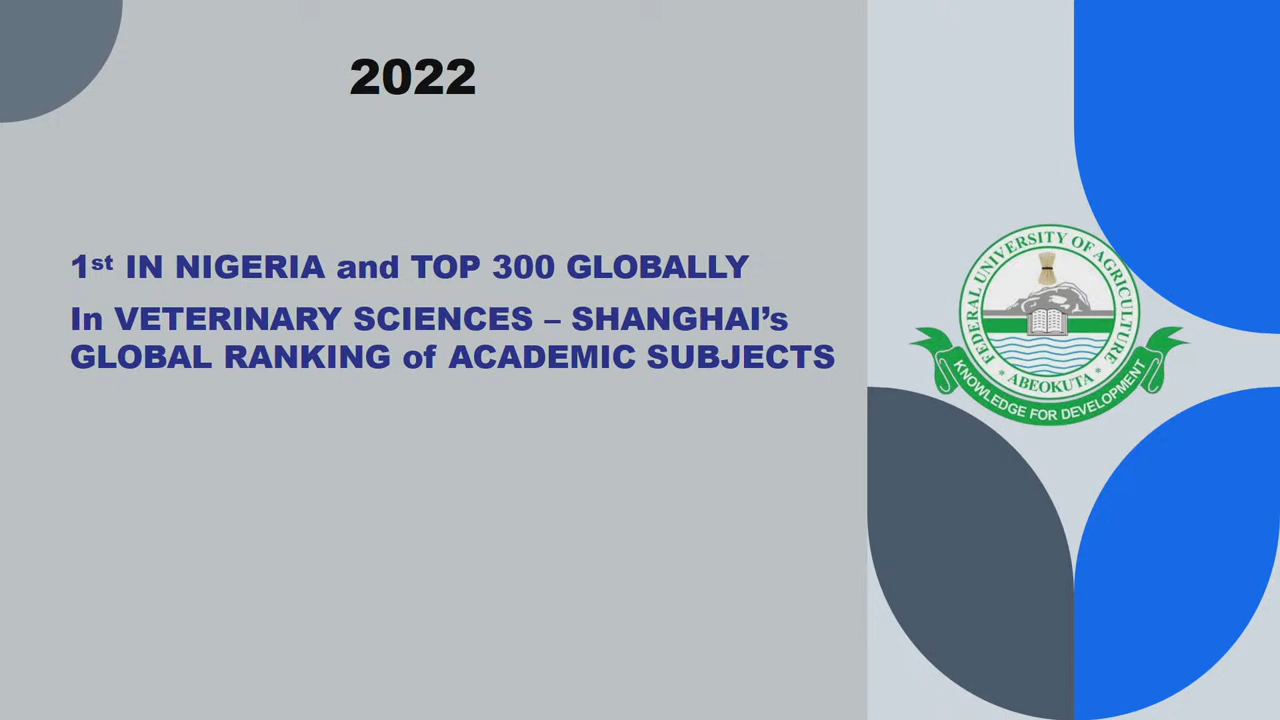 2022
1st IN NIGERIA and TOP 300 GLOBALLY
In VETERINARY SCIENCES – SHANGHAI’s
GLOBAL RANKING of ACADEMIC SUBJECTS
FEDERAL UNIVERSITY OF AGRICULTURE
* ABEOKUTA *
KNOWLEDGE FOR DEVELOPMENT